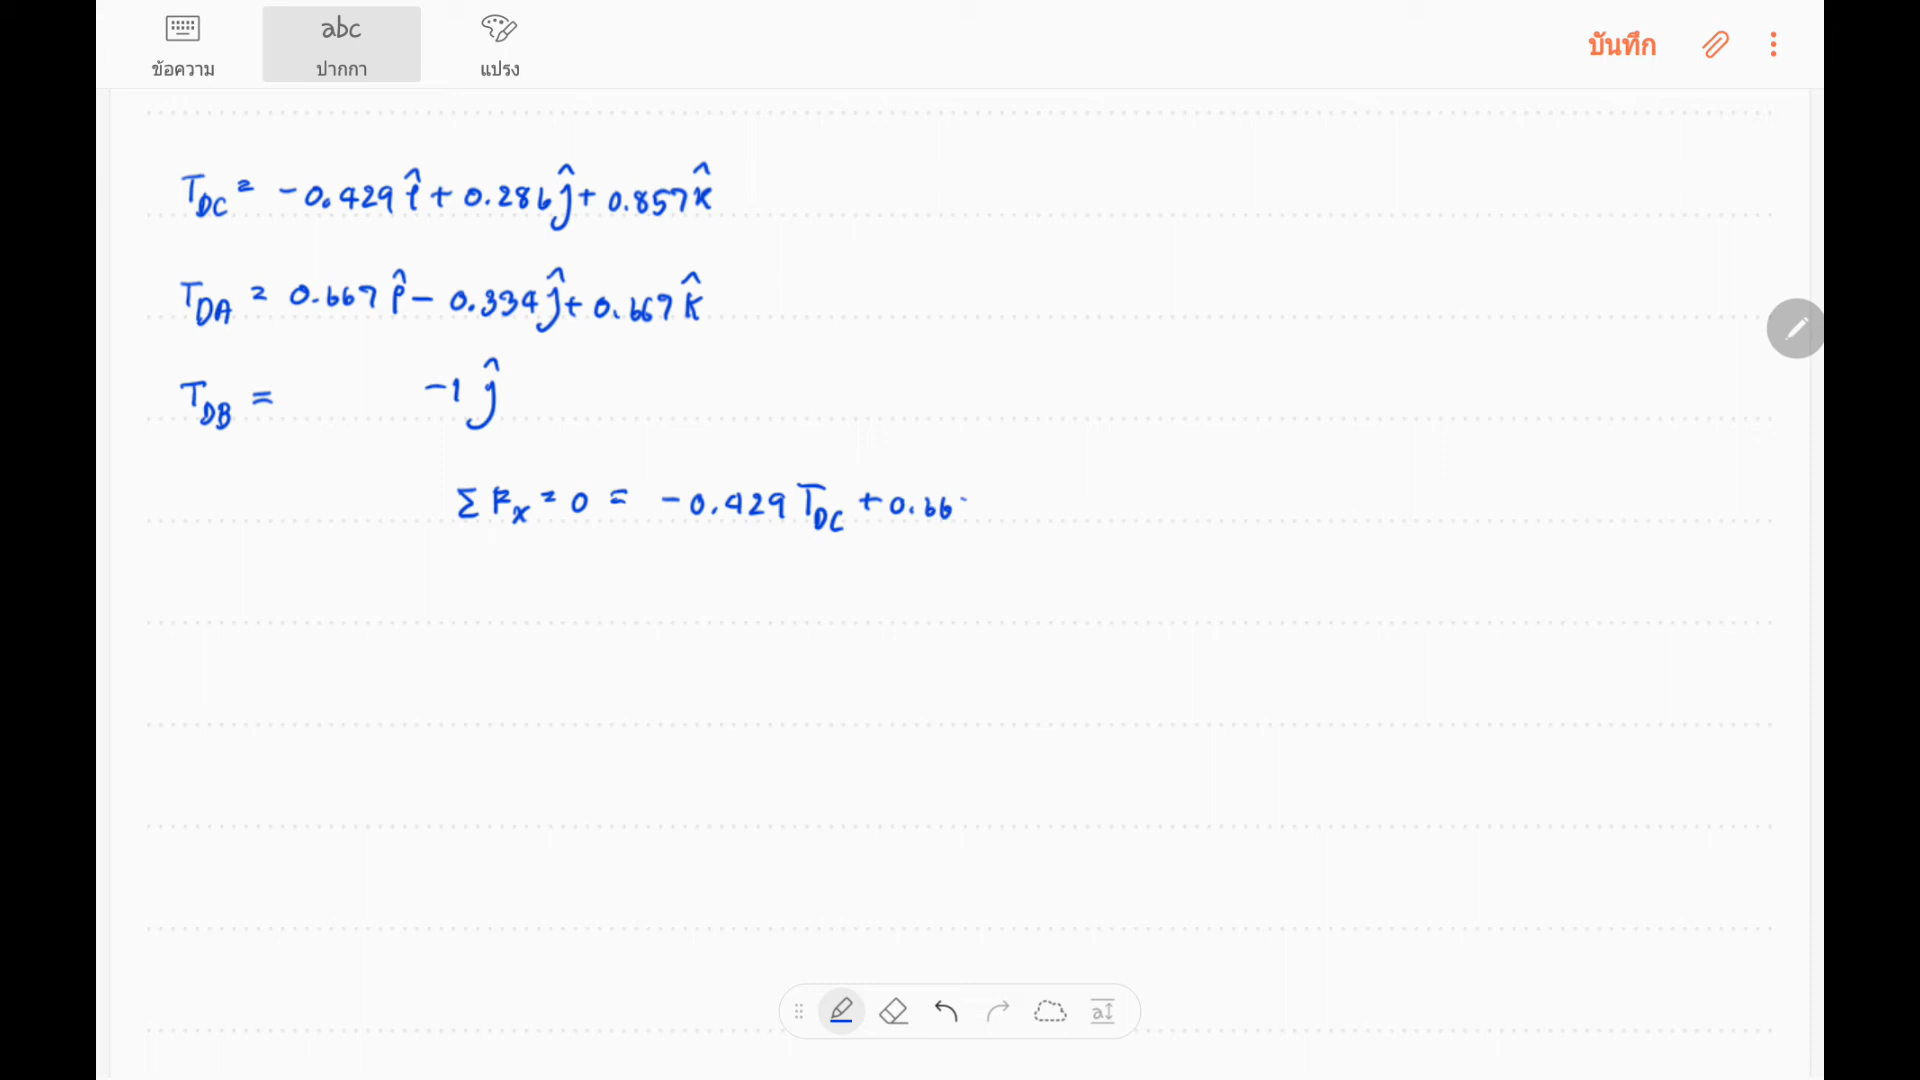 ข้อความ
abc
ปากกา
แปรง
บันทึก
T_DC = -0.429 î + 0.286 ĵ + 0.857 k̂
T_DA = 0.667 î - 0.334 ĵ + 0.667 k̂
T_DB = -1 ĵ
Σ F_x = 0 = -0.429 T_DC + 0.66
a